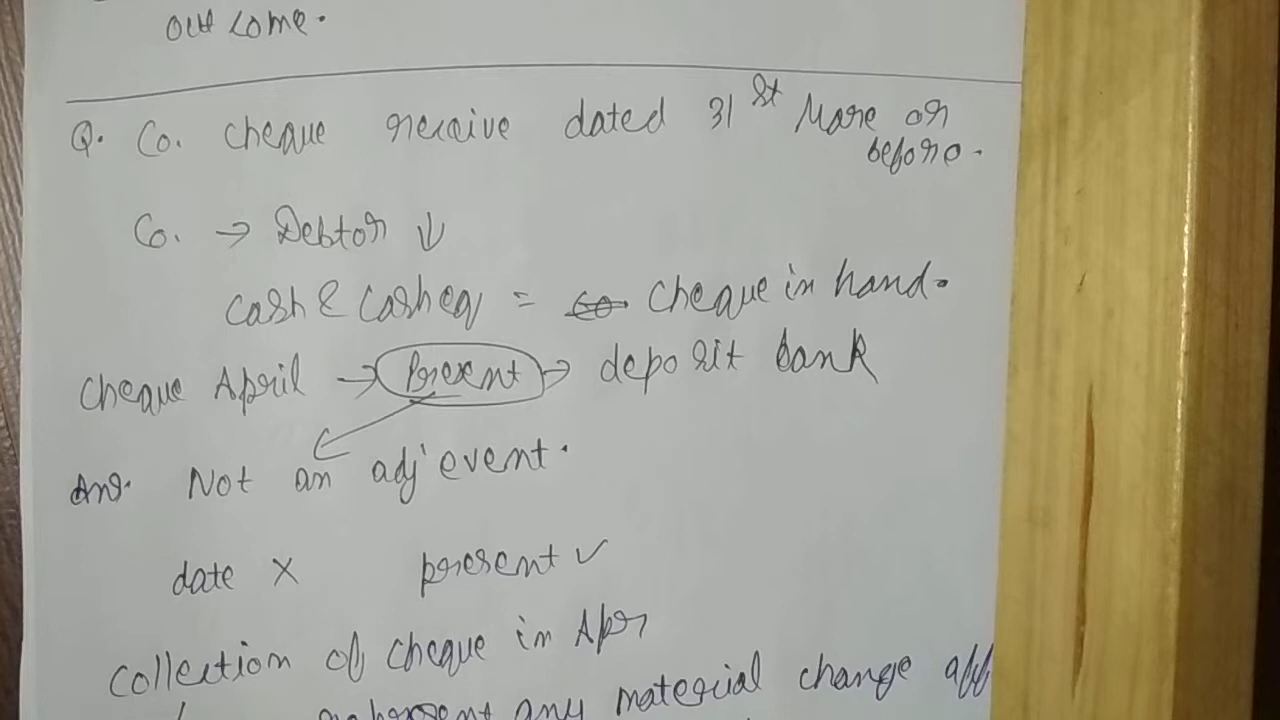 out come.
Q. Co. cheque receive dated 31st Marc or
before.
Co. → Debtor ↓
cash & cash eq = cheque in hand.
cheque April → Present → deposit bank
Ans. Not an adj event.
date × present ✓
collection of cheque in Apr
any material change aff